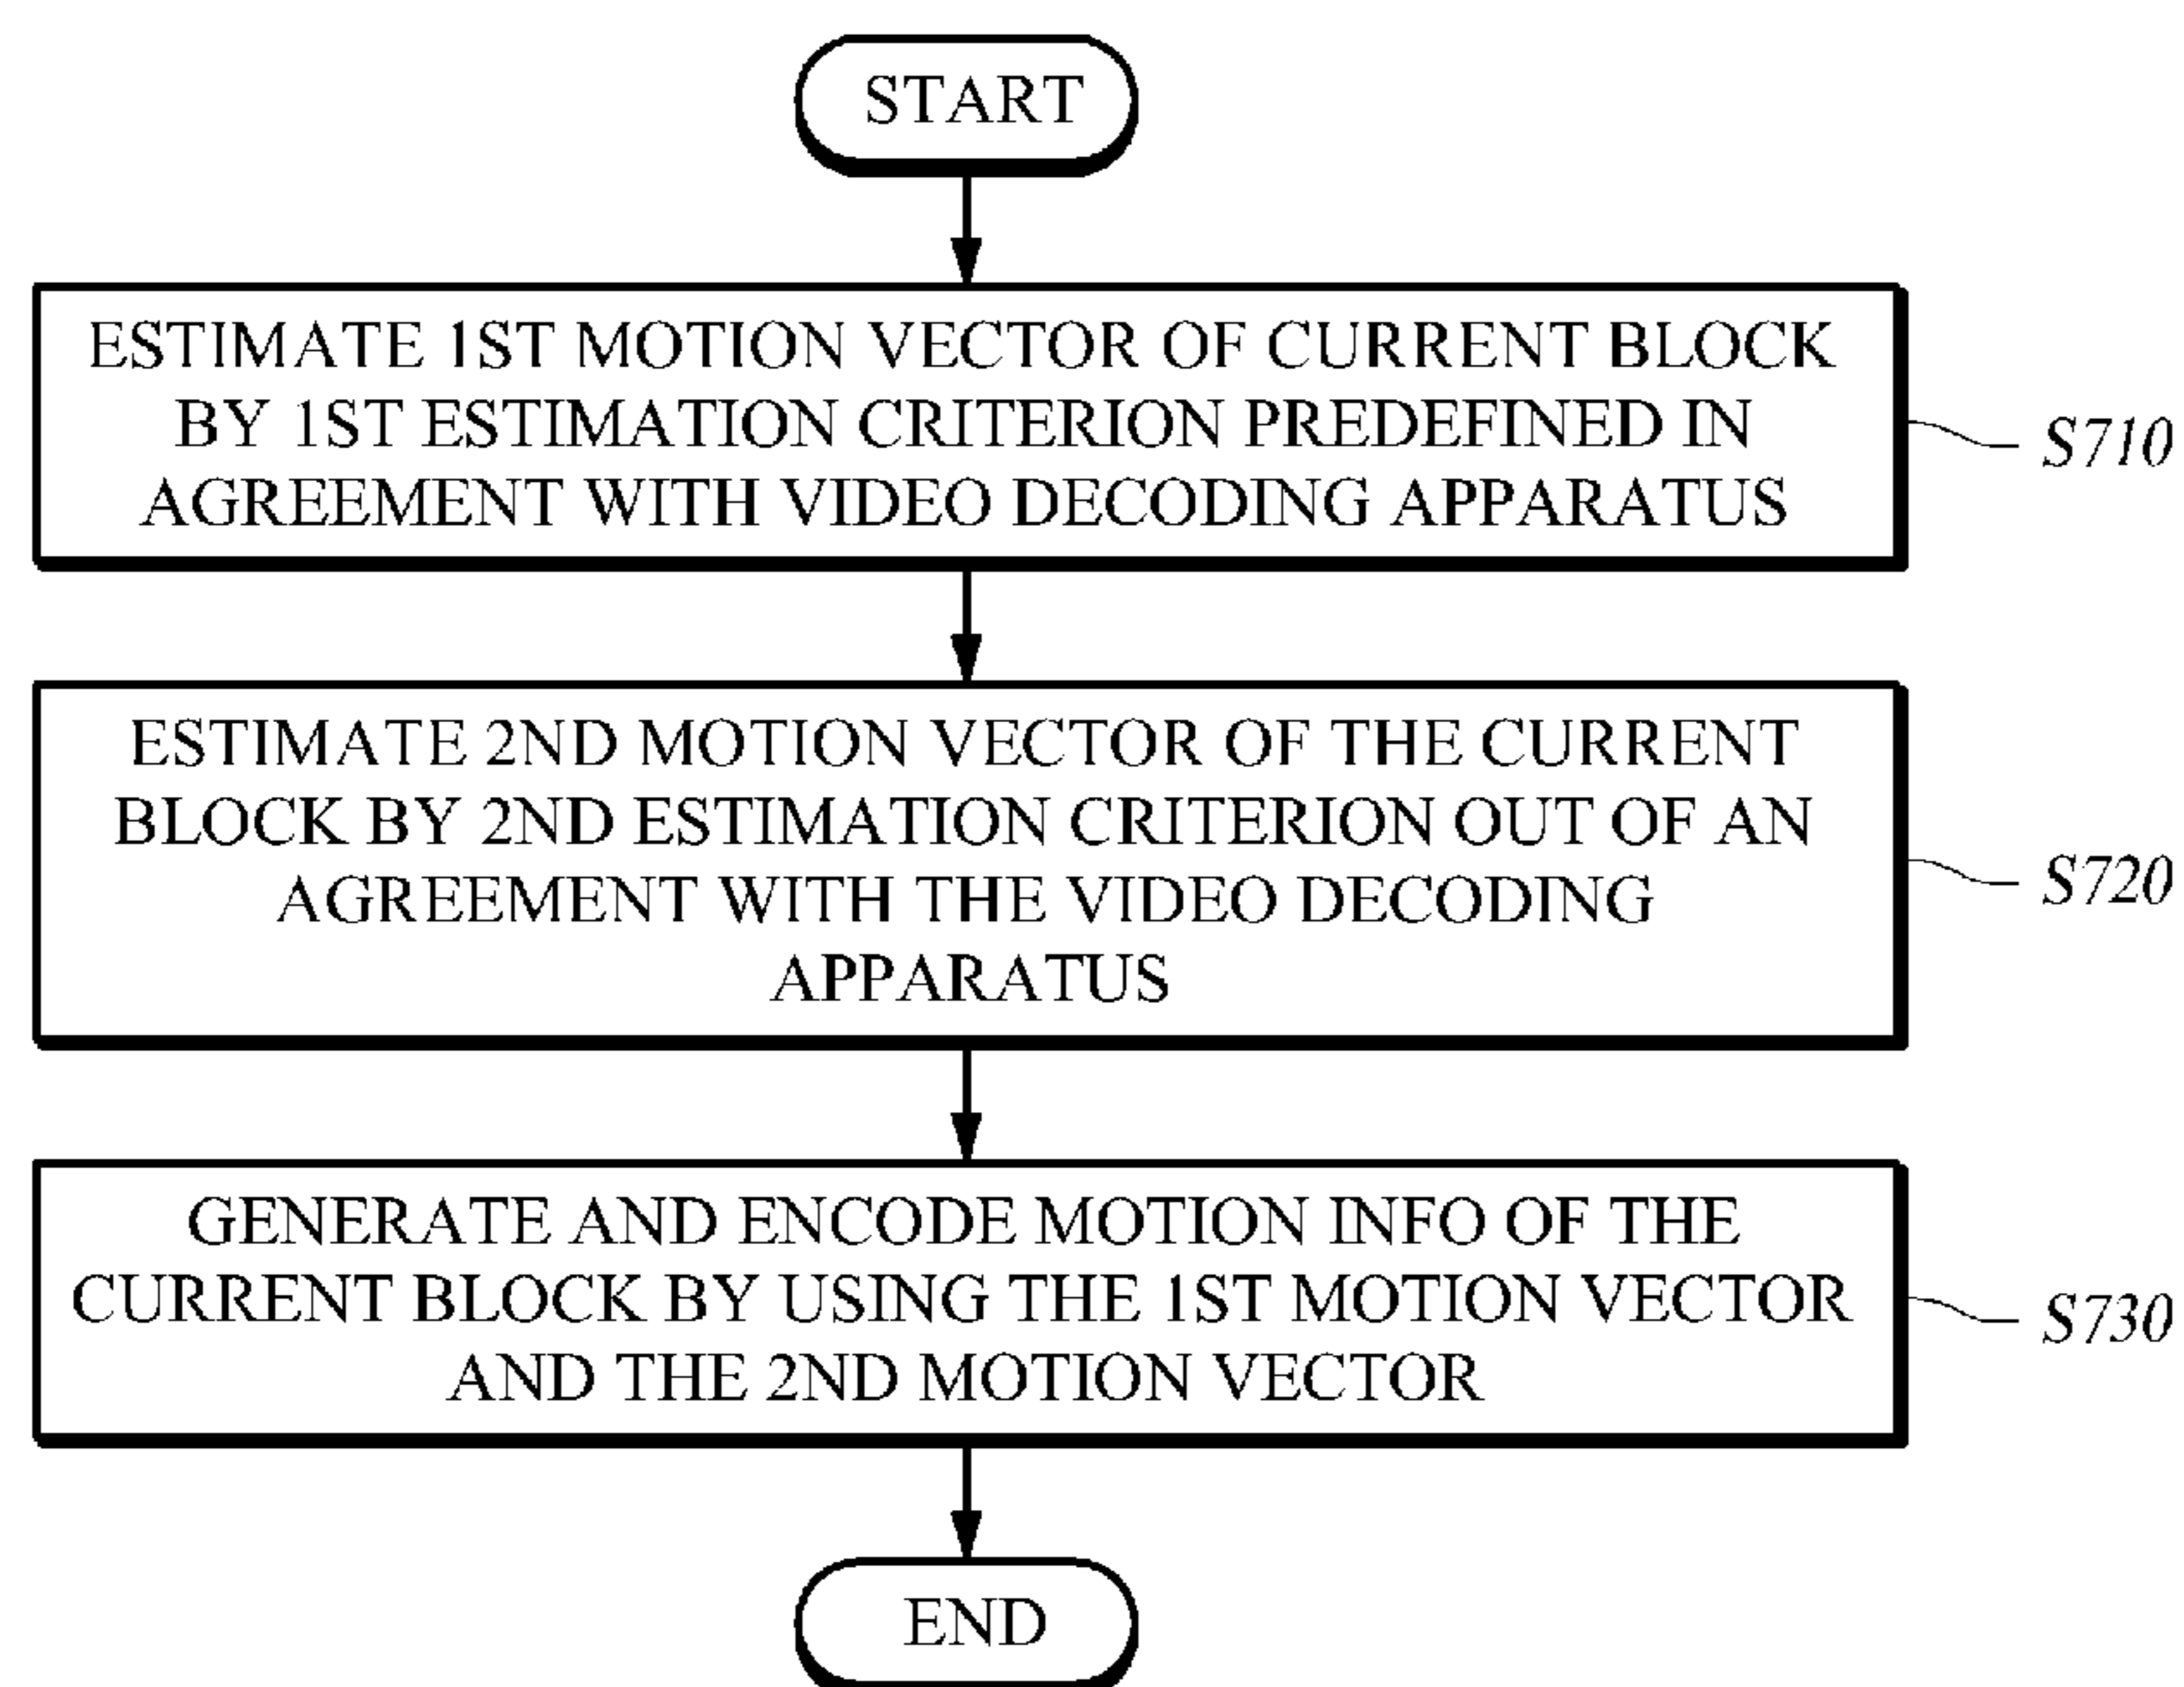 START
ESTIMATE 1ST MOTION VECTOR OF CURRENT BLOCK
BY 1ST ESTIMATION CRITERION PREDEFINED IN
AGREEMENT WITH VIDEO DECODING APPARATUS
S710
ESTIMATE 2ND MOTION VECTOR OF THE CURRENT
BLOCK BY 2ND ESTIMATION CRITERION OUT OF AN
AGREEMENT WITH THE VIDEO DECODING
APPARATUS
S720
GENERATE AND ENCODE MOTION INFO OF THE
CURRENT BLOCK BY USING THE 1ST MOTION VECTOR
AND THE 2ND MOTION VECTOR
S730
END